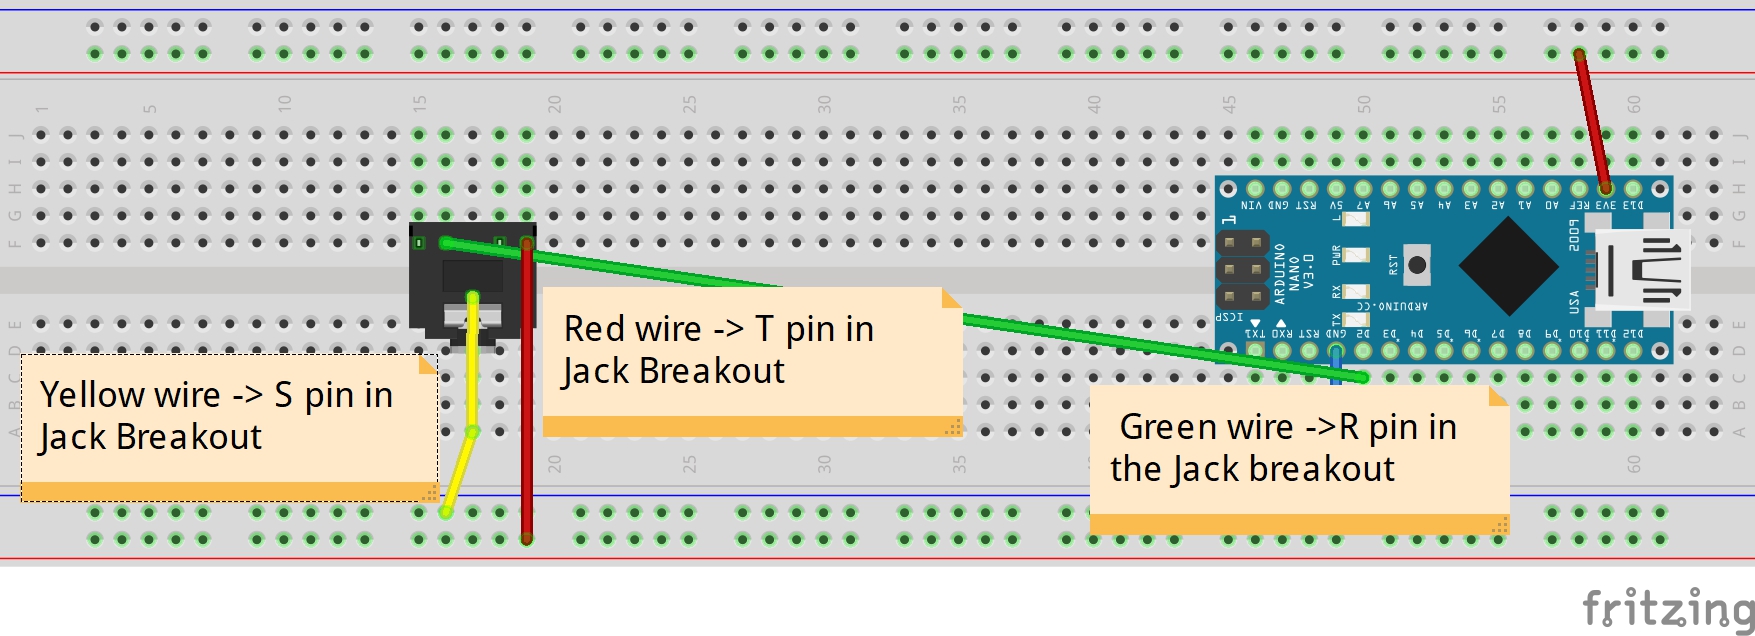 1 5 10 15 20 25 30 35 40 45 50 55 60
J J
I I
H H
G G
F F
VIN GND RST 5V A7 A6 A5 A4 A3 A2 A1 A0 REF 3V3 D13
1
L
PWR
RX
TX
RST
ARDUINO
NANO
V3.0
ARDUINO.CC
ICSP
USA
TX1 RX0 RST GND D2 D3 D4 D5 D6 D7 D8 D9 D10 D11 D12
E E
D D
C C
B B
A A
Red wire -> T pin in
Jack Breakout
Yellow wire -> S pin in
Jack Breakout
Green wire ->R pin in
the Jack breakout
20 25 30 35 60
fritzing